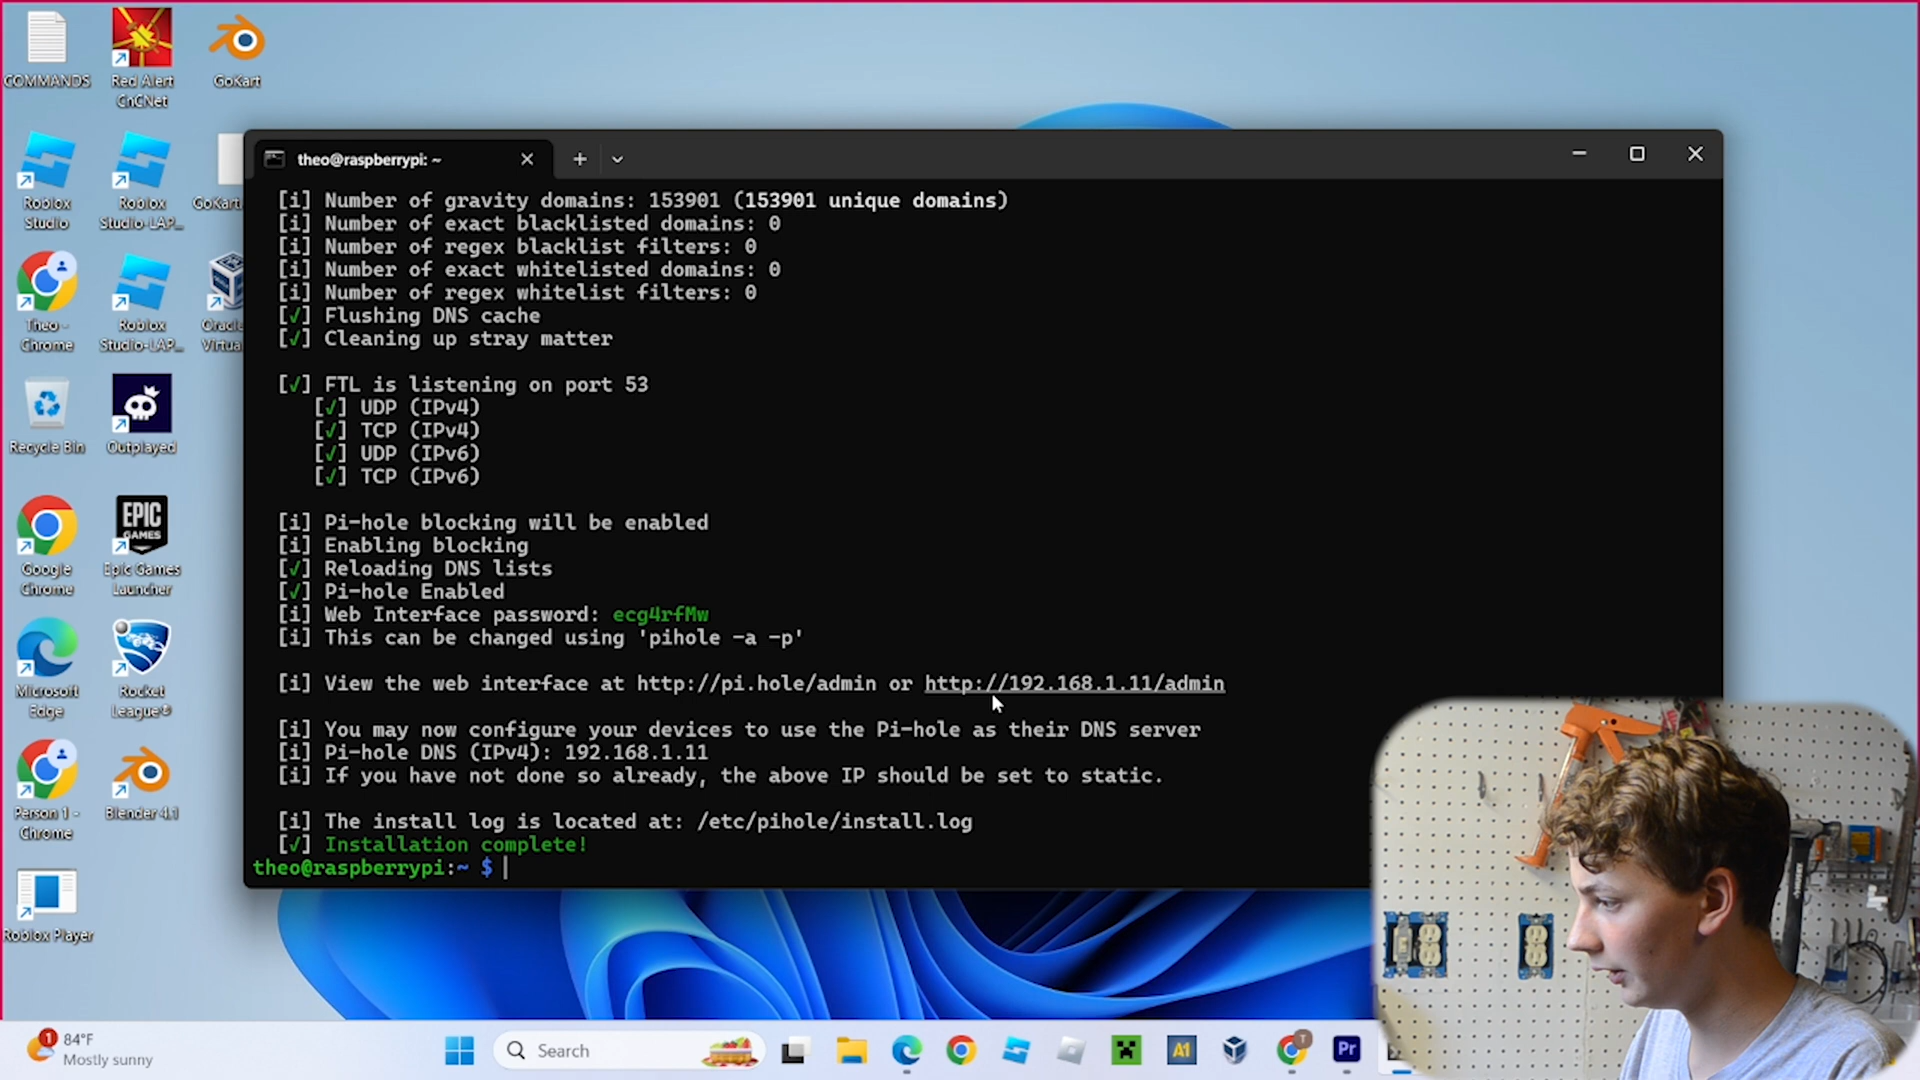 COMMANDS
Red Alert
CnCNet
GoKart
Roblox
Studio
Roblox
Studio-LAP...
GoKart
Theo -
Chrome
Roblox
Studio-LAP...
Oracle
Virtua
Recycle Bin
Outplayed
Google
Chrome
EPIC
GAMES
Epic Games
Launcher
Microsoft
Edge
Rocket
League®
Person 1 -
Chrome
Blender 4.1
Roblox Player
theo@raspberrypi: ~
[i] Number of gravity domains: 153901 (153901 unique domains)
[i] Number of exact blacklisted domains: 0
[i] Number of regex blacklist filters: 0
[i] Number of exact whitelisted domains: 0
[i] Number of regex whitelist filters: 0
[✓] Flushing DNS cache
[✓] Cleaning up stray matter
[✓] FTL is listening on port 53
[✓] UDP (IPv4)
[✓] TCP (IPv4)
[✓] UDP (IPv6)
[✓] TCP (IPv6)
[i] Pi-hole blocking will be enabled
[i] Enabling blocking
[✓] Reloading DNS lists
[✓] Pi-hole Enabled
[i] Web Interface password: ecg4rfMw
[i] This can be changed using 'pihole -a -p'
[i] View the web interface at http://pi.hole/admin or http://192.168.1.11/admin
[i] You may now configure your devices to use the Pi-hole as their DNS server
[i] Pi-hole DNS (IPv4): 192.168.1.11
[i] If you have not done so already, the above IP should be set to static.
[i] The install log is located at: /etc/pihole/install.log
[✓] Installation complete!
theo@raspberrypi:~ $
1
84°F
Mostly sunny
Search
A1
T
Pr